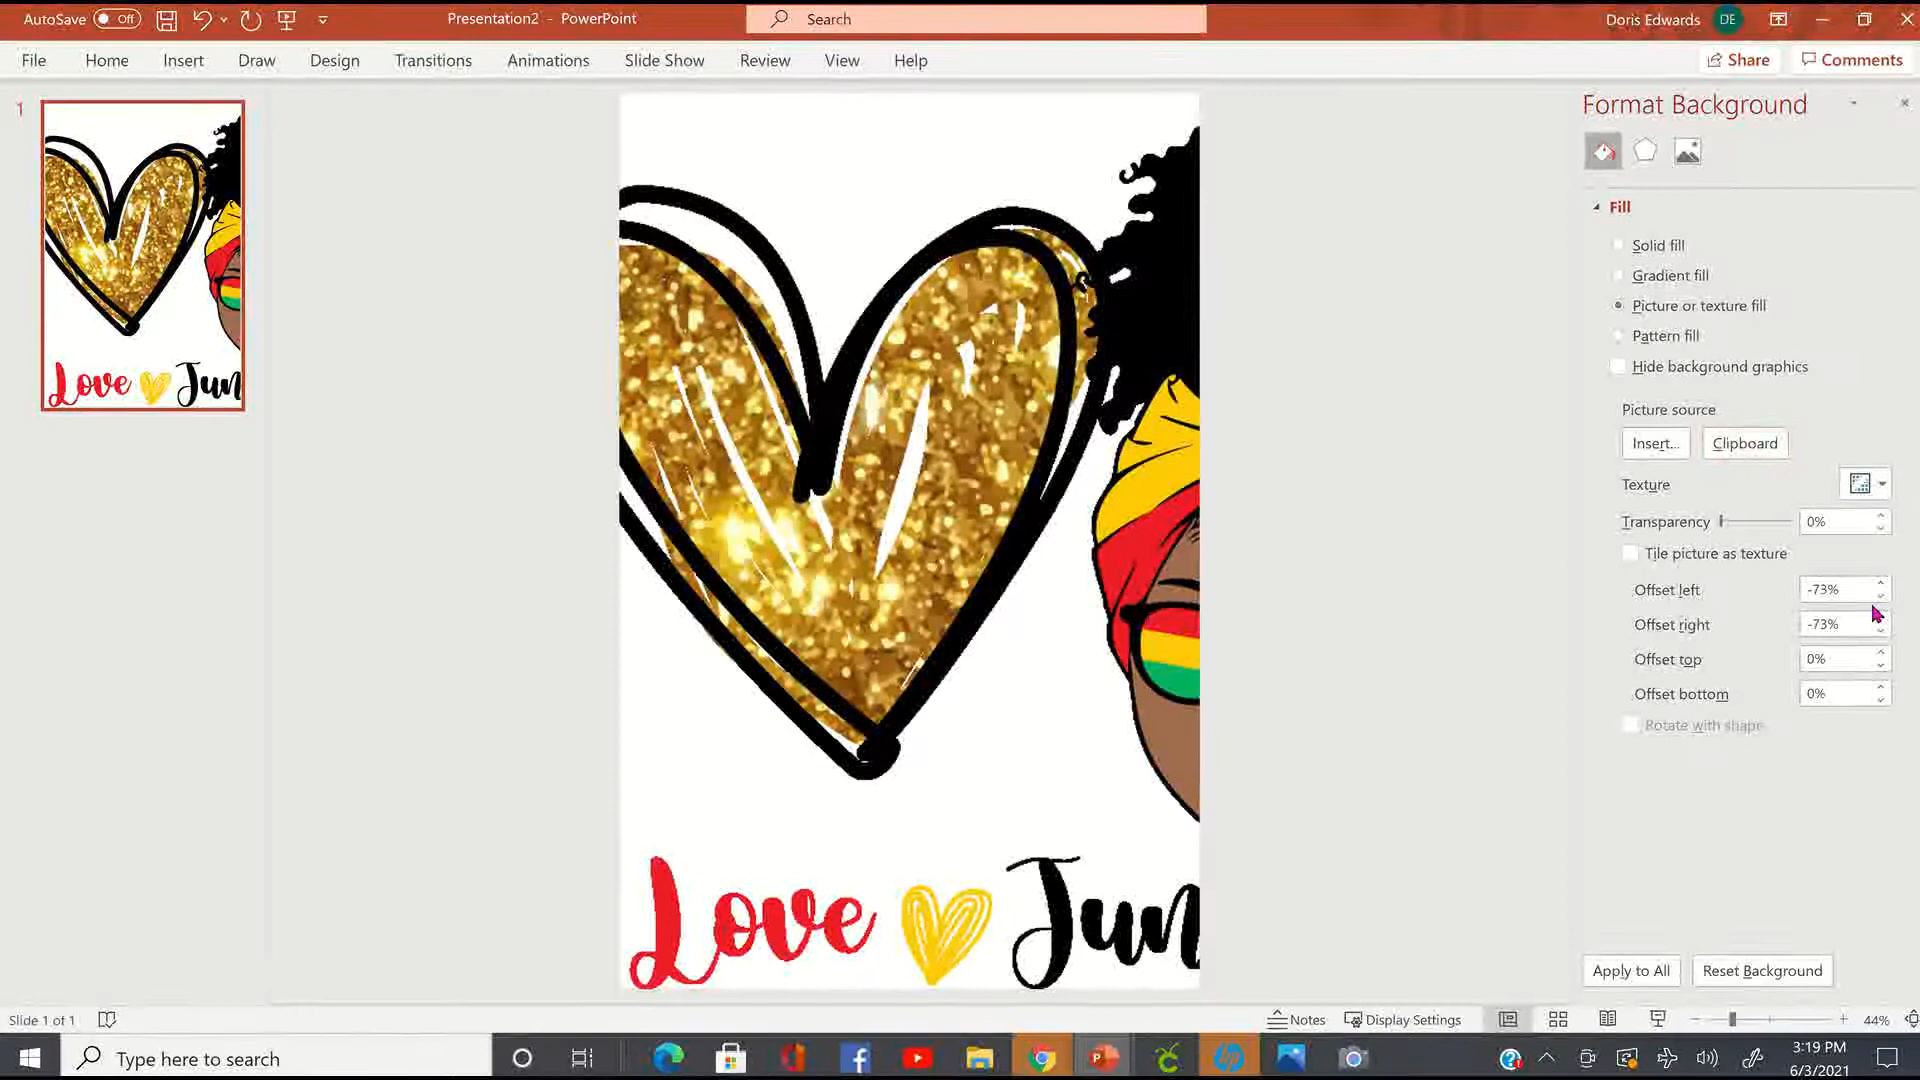 AutoSave Off Presentation2 - PowerPoint Search Doris Edwards DE
File Home Insert Draw Design Transitions Animations Slide Show Review View Help Share Comments
1
Love Jun
Love Jun
Format Background
Fill
Solid fill
Gradient fill
Picture or texture fill
Pattern fill
Hide background graphics
Picture source
Insert... Clipboard
Texture
Transparency 0%
Tile picture as texture
Offset left -73%
Offset right -73%
Offset top 0%
Offset bottom 0%
Rotate with shape
Apply to All Reset Background
Slide 1 of 1 Notes Display Settings 44%
Type here to search 3:19 PM
6/3/2021